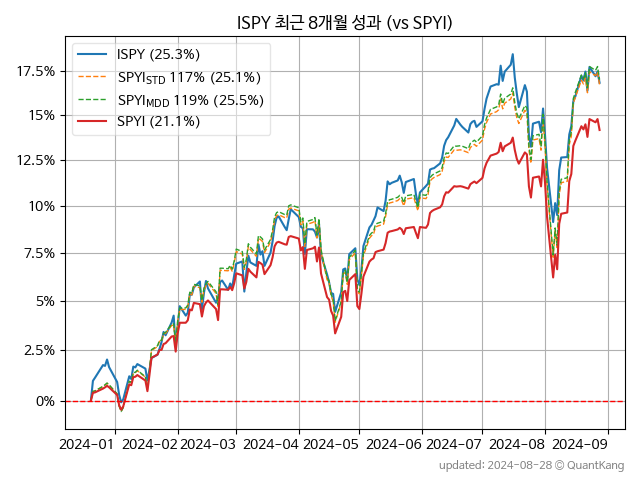 ISPY 최근 8개월 성과 (vs SPYI)
ISPY (25.3%)
SPYI_STD 117% (25.1%)
SPYI_MDD 119% (25.5%)
SPYI (21.1%)
17.5%
15%
12.5%
10%
7.5%
5%
2.5%
0%
2024-01 2024-02 2024-03 2024-04 2024-05 2024-06 2024-07 2024-08 2024-09
updated: 2024-08-28 © QuantKang